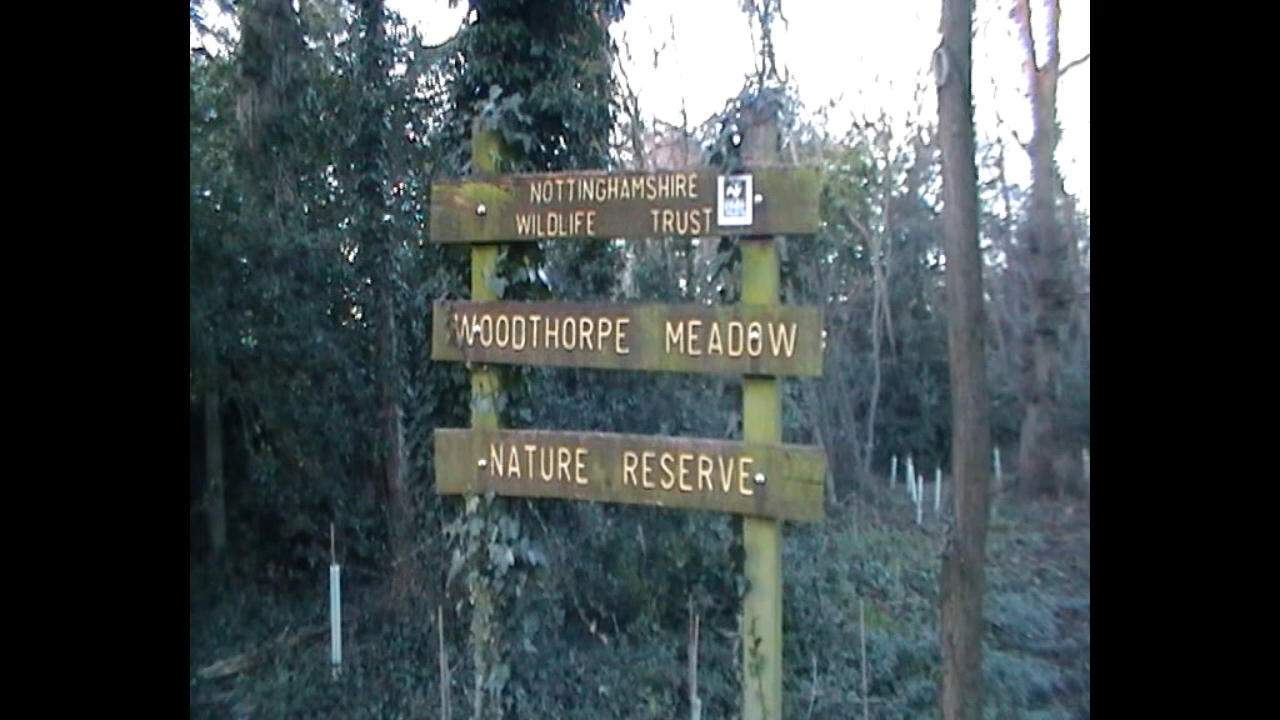 NOTTINGHAMSHIRE
WILDLIFE TRUST
WOODTHORPE MEADOW
NATURE RESERVE